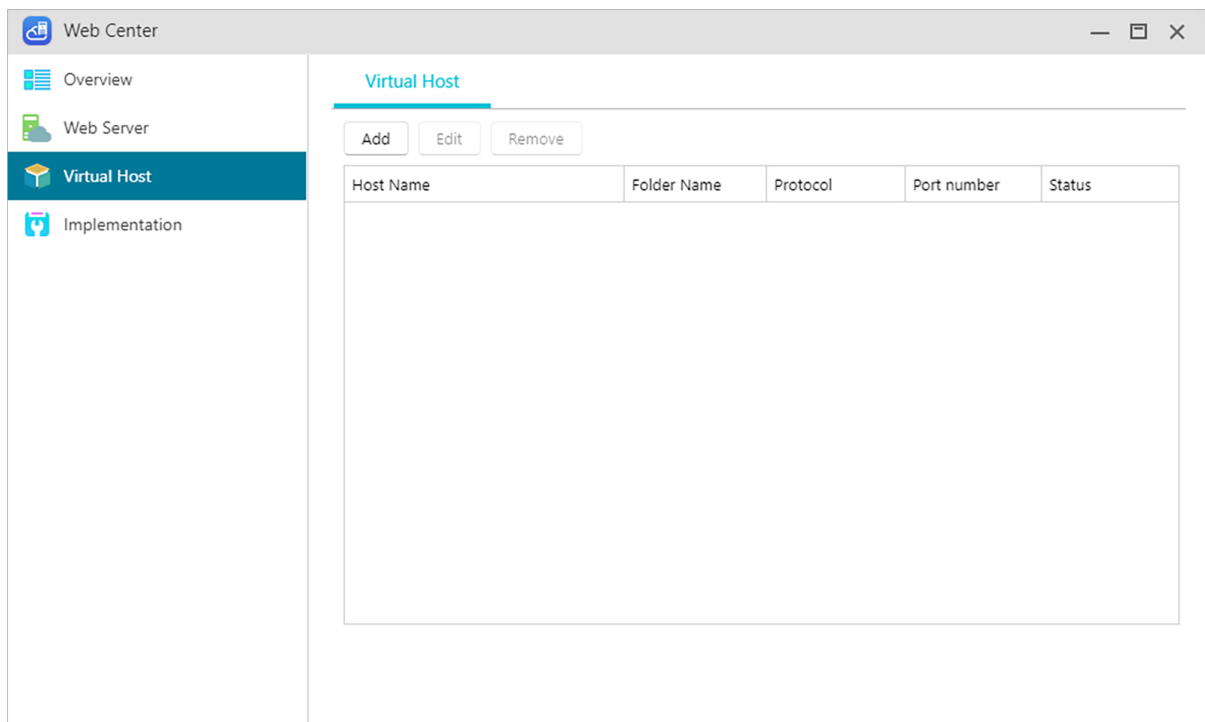 Web Center
Overview
Web Server
Virtual Host
Implementation
Virtual Host
Add Edit Remove
Host Name Folder Name Protocol Port number Status